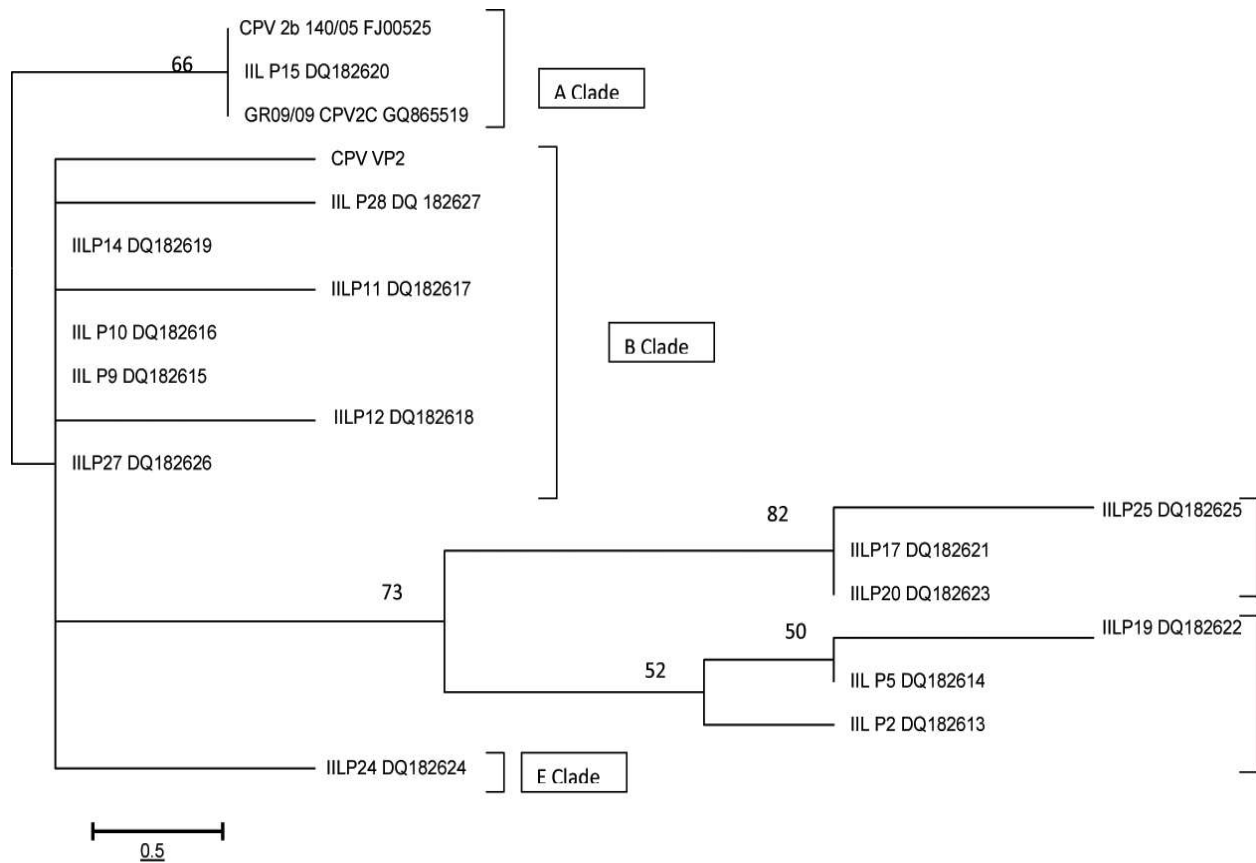 CPV 2b 140/05 FJ00525
66
IIL P15 DQ182620
A Clade
GR09/09 CPV2C GQ865519
CPV VP2
IIL P28 DQ 182627
IILP14 DQ182619
IILP11 DQ182617
IIL P10 DQ182616
B Clade
IIL P9 DQ182615
IILP12 DQ182618
IILP27 DQ182626
82
IILP25 DQ182625
IILP17 DQ182621
73
IILP20 DQ182623
50
IILP19 DQ182622
52
IIL P5 DQ182614
IIL P2 DQ182613
IILP24 DQ182624
E Clade
0.5